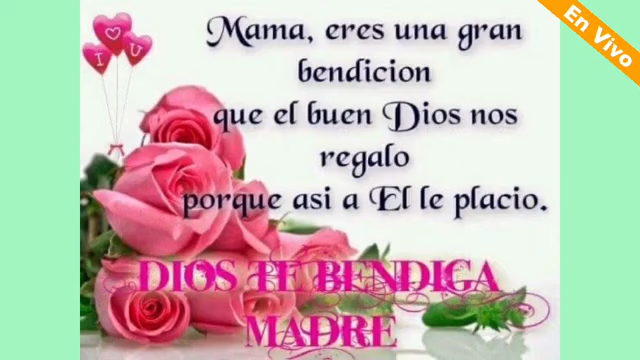 En Vivo
I ♡ U
Mama, eres una gran
bendicion
que el buen Dios nos
regalo
porque asi a El le placio.
DIOS TE BENDIGA
MADRE